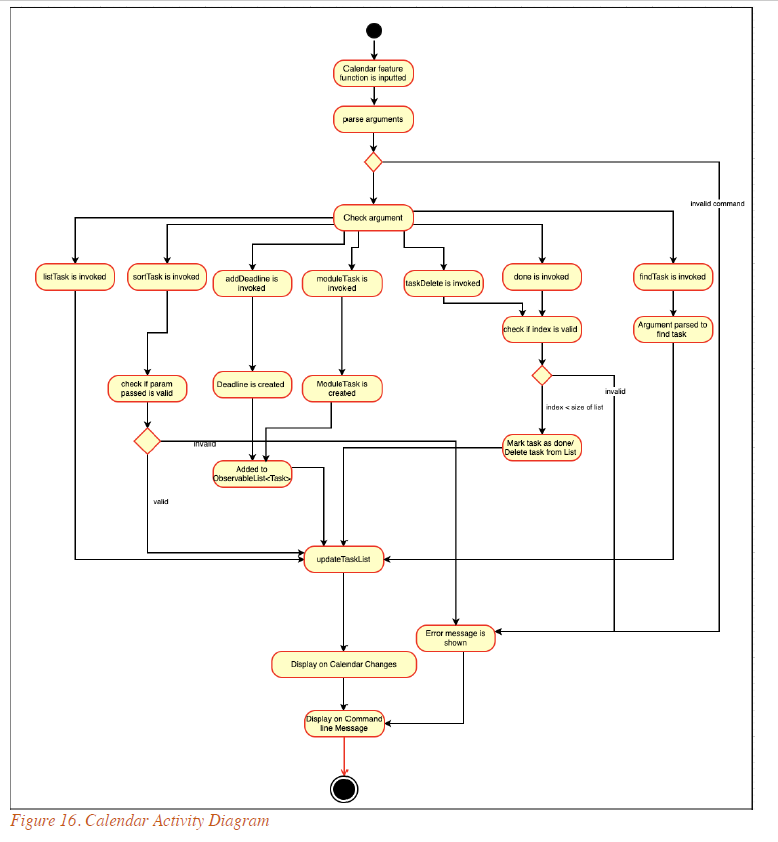 Calendar feature
function is inputted
parse arguments
invalid command
Check argument
listTask is invoked
sortTask is invoked
addDeadline is
invoked
moduleTask is
invoked
taskDelete is invoked
done is invoked
findTask is invoked
check if index is valid
Argument parsed to
find task
check if param
passed is valid
Deadline is created
ModuleTask is
created
invalid
index < size of list
invalid
Mark task as done/
Delete task from List
Added to
ObservableList<Task>
valid
updateTaskList
Error message is
shown
Display on Calendar Changes
Display on Command
line Message
Figure 16. Calendar Activity Diagram